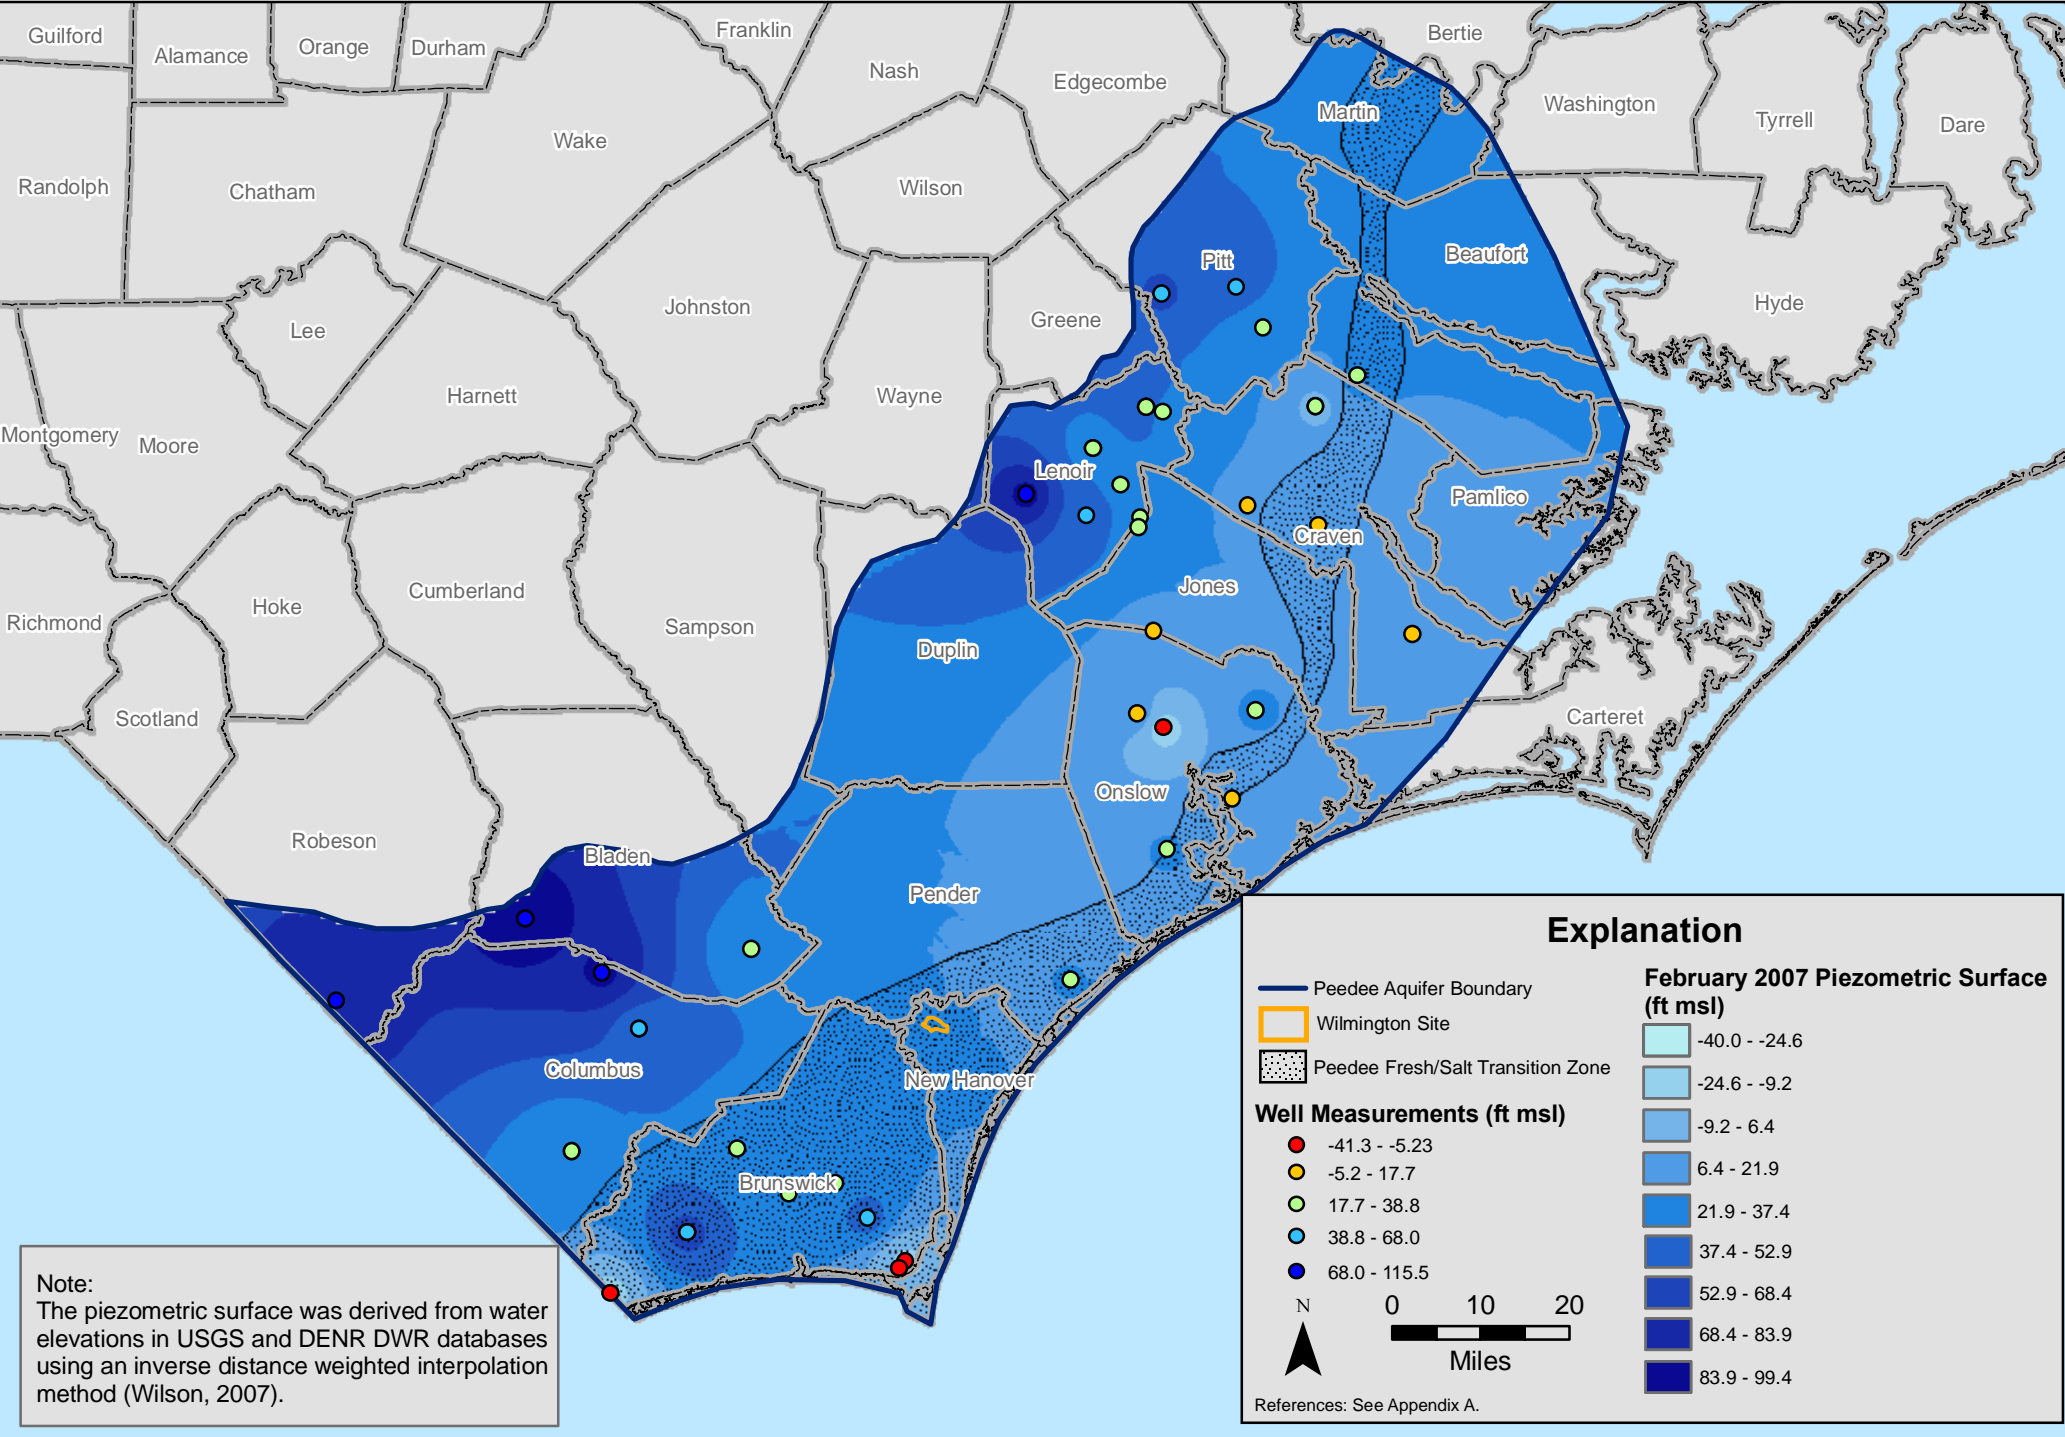 Guilford
Alamance
Orange
Durham
Franklin
Nash
Edgecombe
Bertie
Martin
Washington
Tyrrell
Dare
Wake
Randolph
Chatham
Wilson
Pitt
Beaufort
Hyde
Lee
Johnston
Greene
Harnett
Wayne
Montgomery
Moore
Lenoir
Pamlico
Craven
Jones
Richmond
Hoke
Cumberland
Sampson
Duplin
Scotland
Carteret
Onslow
Robeson
Bladen
Pender
Columbus
New Hanover
Brunswick
Explanation
Peedee Aquifer Boundary
Wilmington Site
Peedee Fresh/Salt Transition Zone
Well Measurements (ft msl)
-41.3 - -5.23
-5.2 - 17.7
17.7 - 38.8
38.8 - 68.0
68.0 - 115.5
N
0 10 20
Miles
References: See Appendix A.
February 2007 Piezometric Surface
(ft msl)
-40.0 - -24.6
-24.6 - -9.2
-9.2 - 6.4
6.4 - 21.9
21.9 - 37.4
37.4 - 52.9
52.9 - 68.4
68.4 - 83.9
83.9 - 99.4
Note:
The piezometric surface was derived from water
elevations in USGS and DENR DWR databases
using an inverse distance weighted interpolation
method (Wilson, 2007).